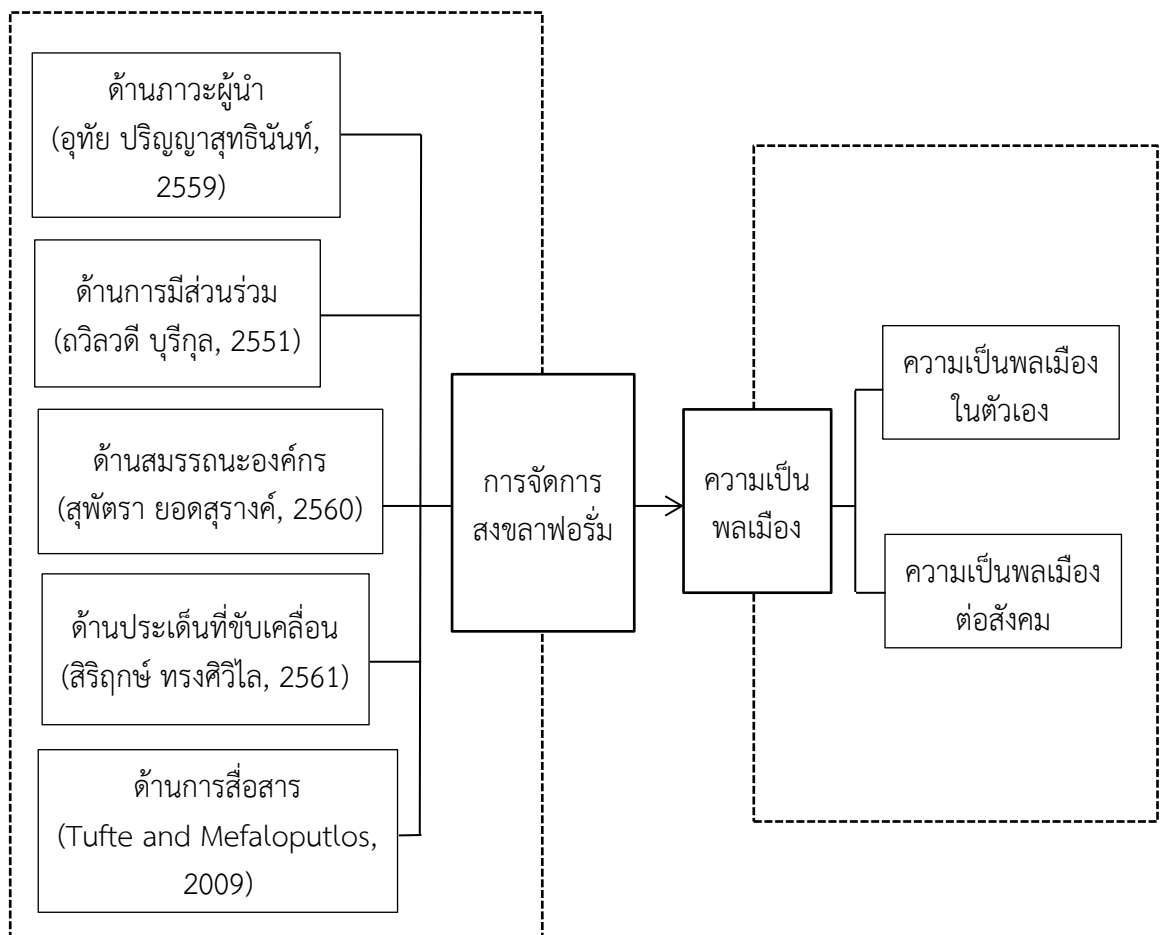 ด้านภาวะผู้นำ
(อุทัย ปริญญาสุทธินันท์,
2559)
ด้านการมีส่วนร่วม
(ถวิลวดี บุรีกุล, 2551)
ด้านสมรรถนะองค์กร
(สุพัตรา ยอดสุรางค์, 2560)
ด้านประเด็นที่ขับเคลื่อน
(สิริฤกษ์ ทรงศิวิไล, 2561)
ด้านการสื่อสาร
(Tufte and Mefaloputlos,
2009)
การจัดการ
สงขลาฟอรั่ม
ความเป็น
พลเมือง
ความเป็นพลเมือง
ในตัวเอง
ความเป็นพลเมือง
ต่อสังคม